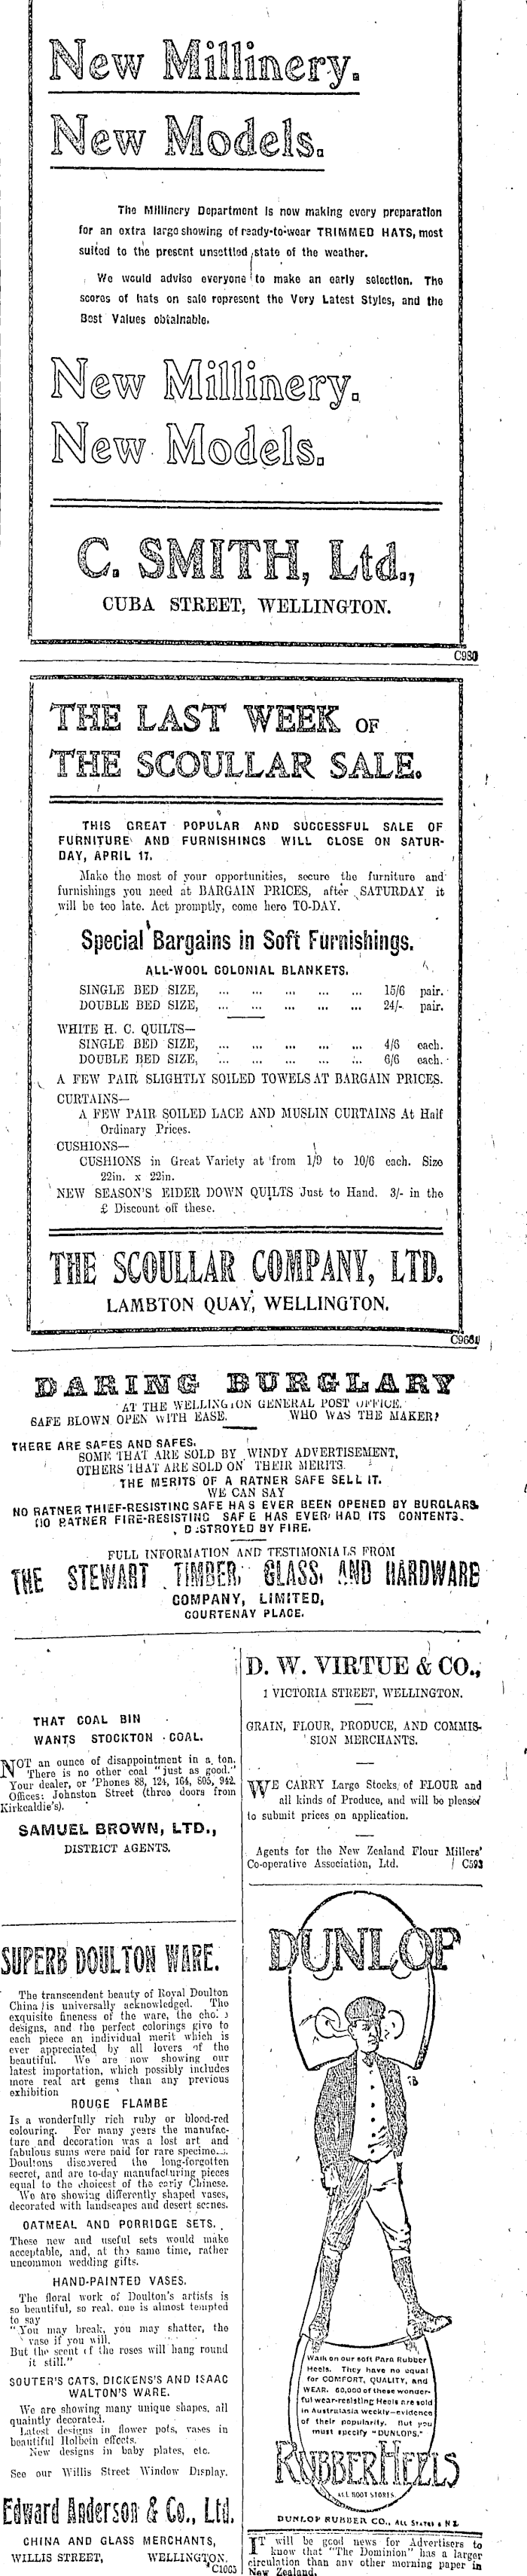 New Millinery.
New Models.
The Millinery Department is now making every preparation
for an extra large showing of ready-to-wear TRIMMED HATS, most
suited to the present unsettled state of the weather.
We would advise everyone to make an early selection. The
scores of hats on sale represent the Very Latest Styles, and the
Best Values obtainable.
New Millinery.
New Models.
C. SMITH, Ltd.,
CUBA STREET, WELLINGTON.
C930
THE LAST WEEK OF
THE SCOULLAR SALE.
THIS GREAT POPULAR AND SUCCESSFUL SALE OF
FURNITURE AND FURNISHINGS WILL CLOSE ON SATUR-
DAY, APRIL 17.
Make the most of your opportunities, secure the furniture and
furnishings you need at BARGAIN PRICES, after SATURDAY it
will be too late. Act promptly, come here TO-DAY.
Special Bargains in Soft Furnishings.
ALL-WOOL COLONIAL BLANKETS.
SINGLE BED SIZE, ... ... ... ... ... 15/6 pair.
DOUBLE BED SIZE, ... ... ... ... ... 24/- pair.
WHITE H. C. QUILTS—
SINGLE BED SIZE, ... ... ... ... ... 4/6 each.
DOUBLE BED SIZE, ... ... ... ... ... 6/6 each.
A FEW PAIR SLIGHTLY SOILED TOWELS AT BARGAIN PRICES.
CURTAINS—
A FEW PAIR SOILED LACE AND MUSLIN CURTAINS At Half
Ordinary Prices.
CUSHIONS—
CUSHIONS in Great Variety at from 1/9 to 10/6 each. Size
22in. x 22in.
NEW SEASON'S EIDER DOWN QUILTS Just to Hand. 3/- in the
£ Discount off these.
THE SCOULLAR COMPANY, LTD.
LAMBTON QUAY, WELLINGTON.
DARING BURGLARY
AT THE WELLINGTON GENERAL POST OFFICE.
SAFE BLOWN OPEN WITH EASE. WHO WAS THE MAKER?
THERE ARE SAFES AND SAFES.
SOME THAT ARE SOLD BY WINDY ADVERTISEMENT,
OTHERS THAT ARE SOLD ON THEIR MERITS.
THE MERITS OF A RATNER SAFE SELL IT.
WE CAN SAY
NO RATNER THIEF-RESISTING SAFE HAS EVER BEEN OPENED BY BURGLARS.
NO RATNER FIRE-RESISTING SAFE HAS EVER HAD ITS CONTENTS
DESTROYED BY FIRE.
FULL INFORMATION AND TESTIMONIALS FROM
THE STEWART TIMBER, GLASS, AND HARDWARE
COMPANY, LIMITED,
COURTENAY PLACE.
THAT COAL BIN
WANTS STOCKTON COAL.
NOT an ounce of disappointment in a ton.
There is no other coal "just as good."
Your dealer, or 'Phones 88, 124, 164, 805, 942.
Offices: Johnston Street (three doors from
Kirkcaldie's).
SAMUEL BROWN, LTD.,
DISTRICT AGENTS.
SUPERB DOULTON WARE.
The transcendent beauty of Royal Doulton
China is universally acknowledged. The
exquisite fineness of the ware, the
designs, and the perfect colorings give to
each piece an individual merit which is
ever appreciated by all lovers of the
beautiful. We are now showing our
latest importation, which possibly includes
more real art gems than any previous
exhibition
ROUGE FLAMBE
Is a wonderfully rich ruby or blood-red
colouring. For many years the manufac-
ture and decoration was a lost art and
fabulous sums were paid for rare
Doultons discovered the long-forgotten
secret, and are to-day manufacturing pieces
equal to the choicest of the early Chinese.
We are showing differently shaped vases,
decorated with landscapes and desert scenes.
OATMEAL AND PORRIDGE SETS.
These new and useful sets would make
acceptable, and, at the same time, rather
uncommon wedding gifts.
HAND-PAINTED VASES.
The floral work of Doulton's artists is
so beautiful, so real, one is almost tempted
to say
"You may break, you may shatter, the
vase if you will.
But the scent of the roses will hang round
it still."
SOUTER'S CATS, DICKENS'S AND ISAAC
WALTON'S WARE.
We are showing many unique shapes, all
quaintly decorated.
Latest designs in flower pots, vases in
beautiful Holbein effects.
New designs in baby plates, etc.
See our Willis Street Window Display.
Edward Anderson & Co., Ltd.
CHINA AND GLASS MERCHANTS,
WILLIS STREET, WELLINGTON.
C1003
D. W. VIRTUE & CO.,
1 VICTORIA STREET, WELLINGTON.
GRAIN, FLOUR, PRODUCE, AND COMMIS-
SION MERCHANTS.
WE CARRY Large Stocks of FLOUR and
all kinds of Produce, and will be pleased
to submit prices on application.
Agents for the New Zealand Flour Millers'
Co-operative Association, Ltd. C593
DUNLOP
Walk on our soft Para Rubber
Heels. They have no equal
for COMFORT, QUALITY, and
WEAR. 60,000 of these wonder-
ful wear-resisting Heels are sold
in Australasia weekly—evidence
of their popularity. But you
must specify "DUNLOPS."
RUBBER HEELS
ALL BOOT STORES.
DUNLOP RUBBER CO., ALL STATES & N.Z.
IT will be good news for Advertisers to
know that "The Dominion" has a larger
circulation than any other morning paper in
New Zealand.